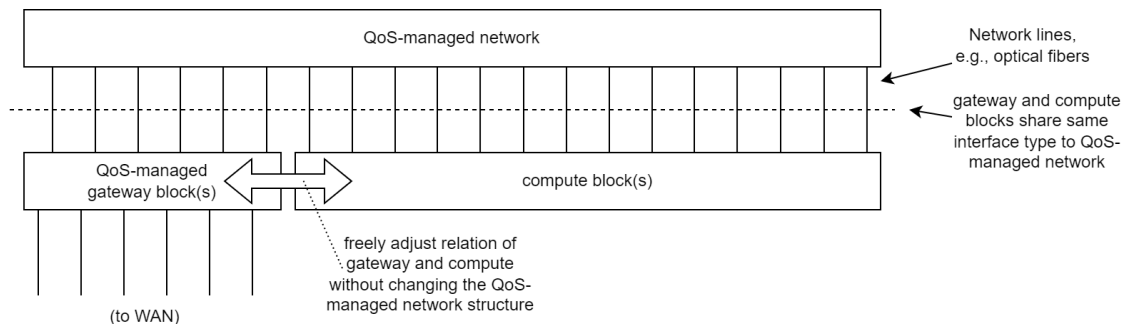 QoS-managed network
Network lines,
e.g., optical fibers
gateway and compute
blocks share same
interface type to QoS-
managed network
QoS-managed
gateway block(s)
compute block(s)
freely adjust relation of
gateway and compute
without changing the QoS-
managed network structure
(to WAN)